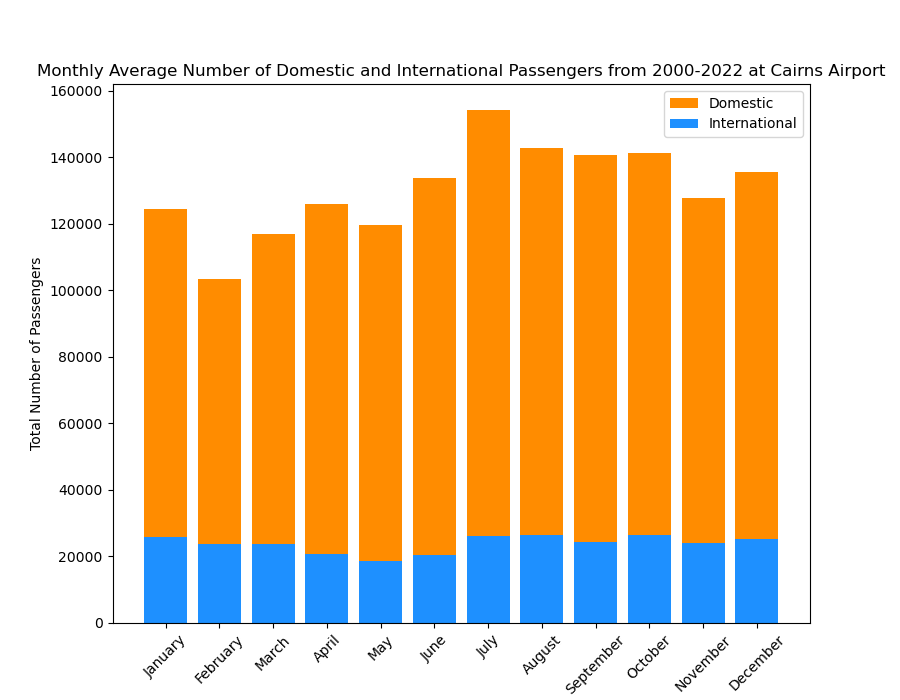 Monthly Average Number of Domestic and International Passengers from 2000-2022 at Cairns Airport
Domestic
International
Total Number of Passengers
160000
140000
120000
100000
80000
60000
40000
20000
0
January
February
March
April
May
June
July
August
September
October
November
December